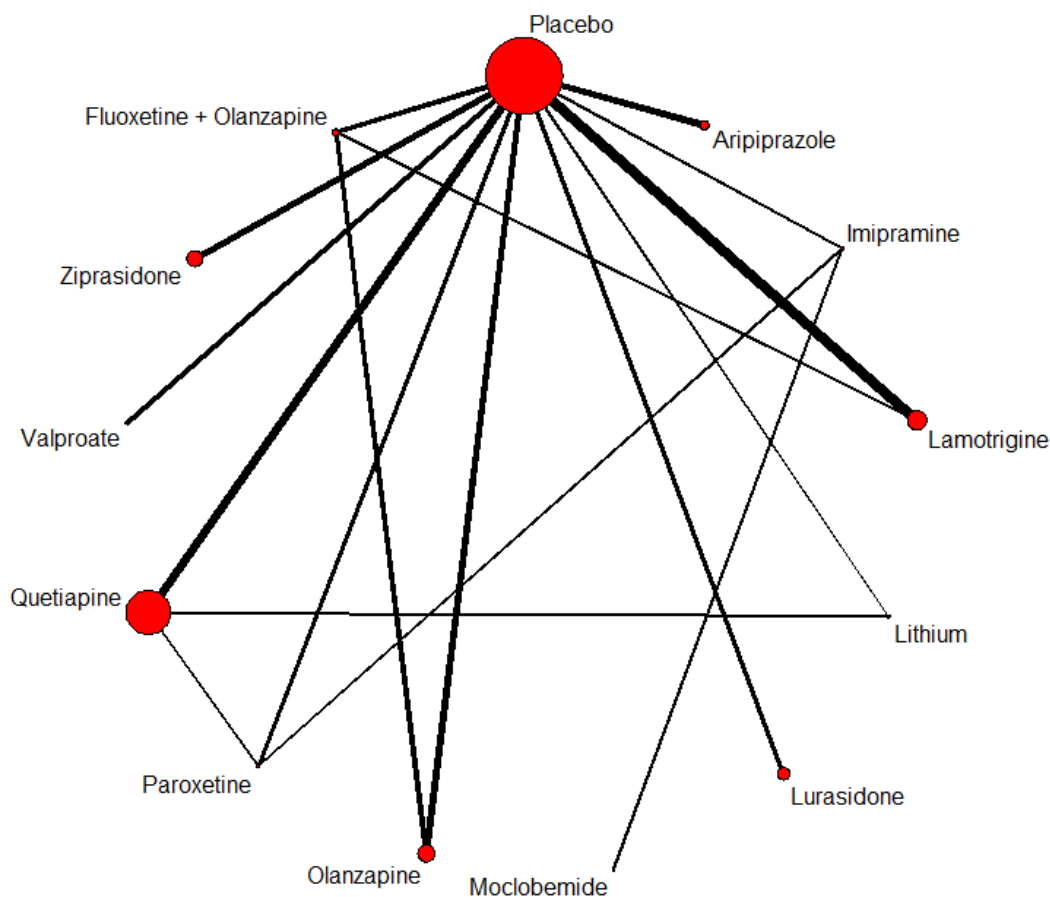 Placebo
Fluoxetine + Olanzapine
Aripiprazole
Imipramine
Ziprasidone
Valproate
Lamotrigine
Quetiapine
Lithium
Paroxetine
Lurasidone
Olanzapine
Moclobemide